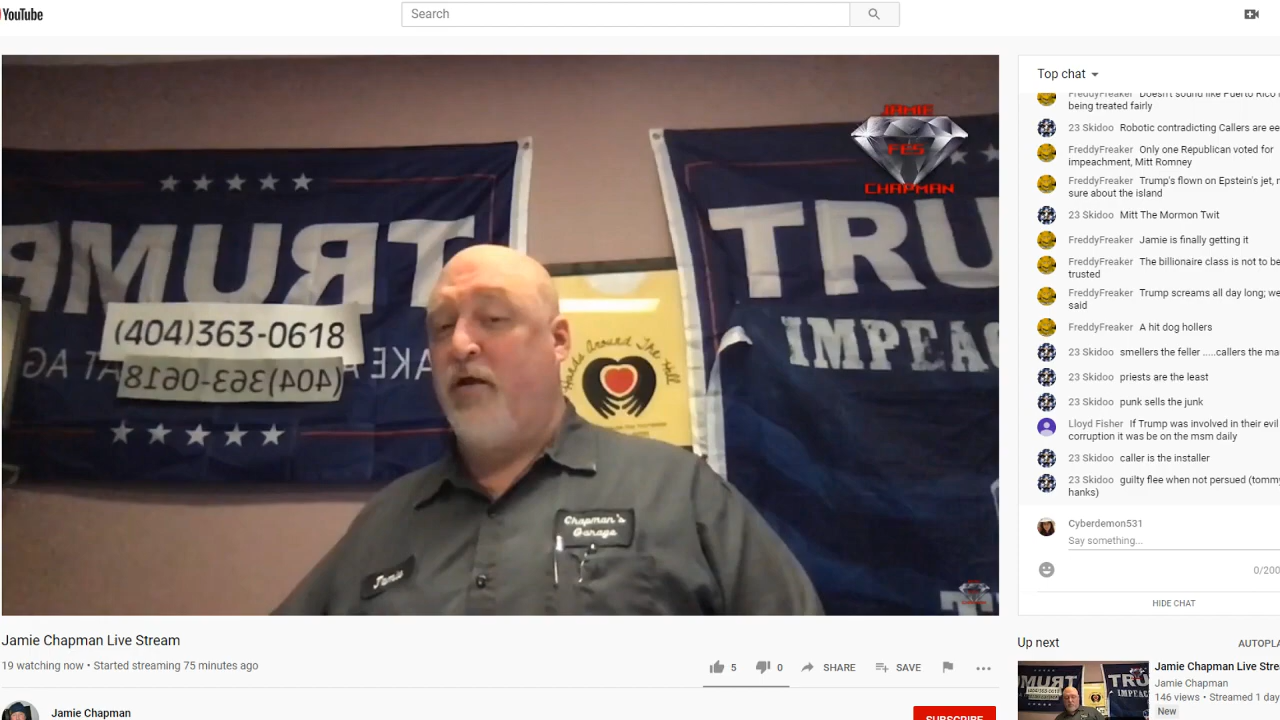 YouTube
Search
Top chat
FreddyFreaker Doesn't sound like Puerto Rico
being treated fairly
23 Skidoo Robotic contradicting Callers are
FreddyFreaker Only one Republican voted for
impeachment, Mitt Romney
FreddyFreaker Trump's flown on Epstein's jet,
sure about the island
23 Skidoo Mitt The Mormon Twit
FreddyFreaker Jamie is finally getting it
FreddyFreaker The billionaire class is not to be
trusted
FreddyFreaker Trump screams all day long;
said
FreddyFreaker A hit dog hollers
23 Skidoo smellers the feller .....callers the
23 Skidoo priests are the least
23 Skidoo punk sells the junk
Lloyd Fisher If Trump was involved in their evil
corruption it was be on the msm daily
23 Skidoo caller is the installer
23 Skidoo guilty flee when not persued (tommy
hanks)
Cyberdemon531
Say something...
0/200
HIDE CHAT
JAMIE
FES
CHAPMAN
TRUMP
(404)363-0618
(404)363-0618
TRU
IMPEAC
Hands Around The Hill
Chapman's
Garage
Jamie
Jamie Chapman Live Stream
19 watching now • Started streaming 75 minutes ago
5
0
SHARE
SAVE
Jamie Chapman
SUBSCRIBE
Up next
AUTOPLA
Jamie Chapman Live Strea
Jamie Chapman
146 views • Streamed 1 day
New